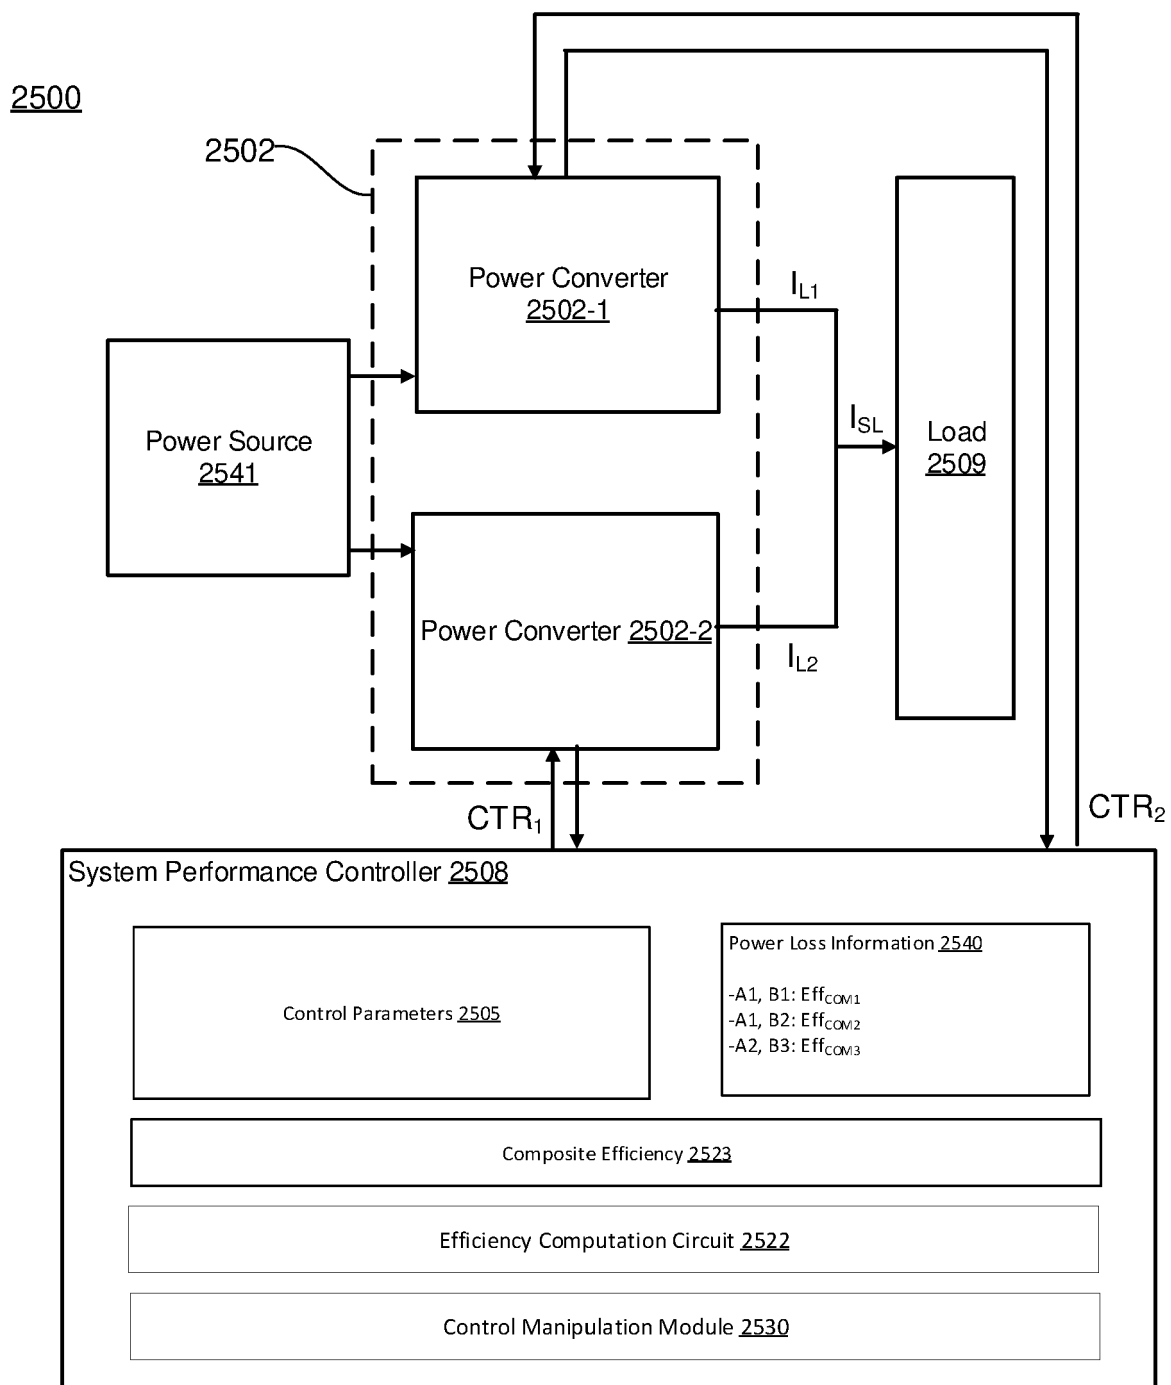 2500
2502
Power Converter
2502-1
I_L1
Power Source
2541
I_SL
Load
2509
Power Converter 2502-2
I_L2
CTR_1
CTR_2
System Performance Controller 2508
Control Parameters 2505
Power Loss Information 2540
-A1, B1: Eff_COM1
-A1, B2: Eff_COM2
-A2, B3: Eff_COM3
Composite Efficiency 2523
Efficiency Computation Circuit 2522
Control Manipulation Module 2530